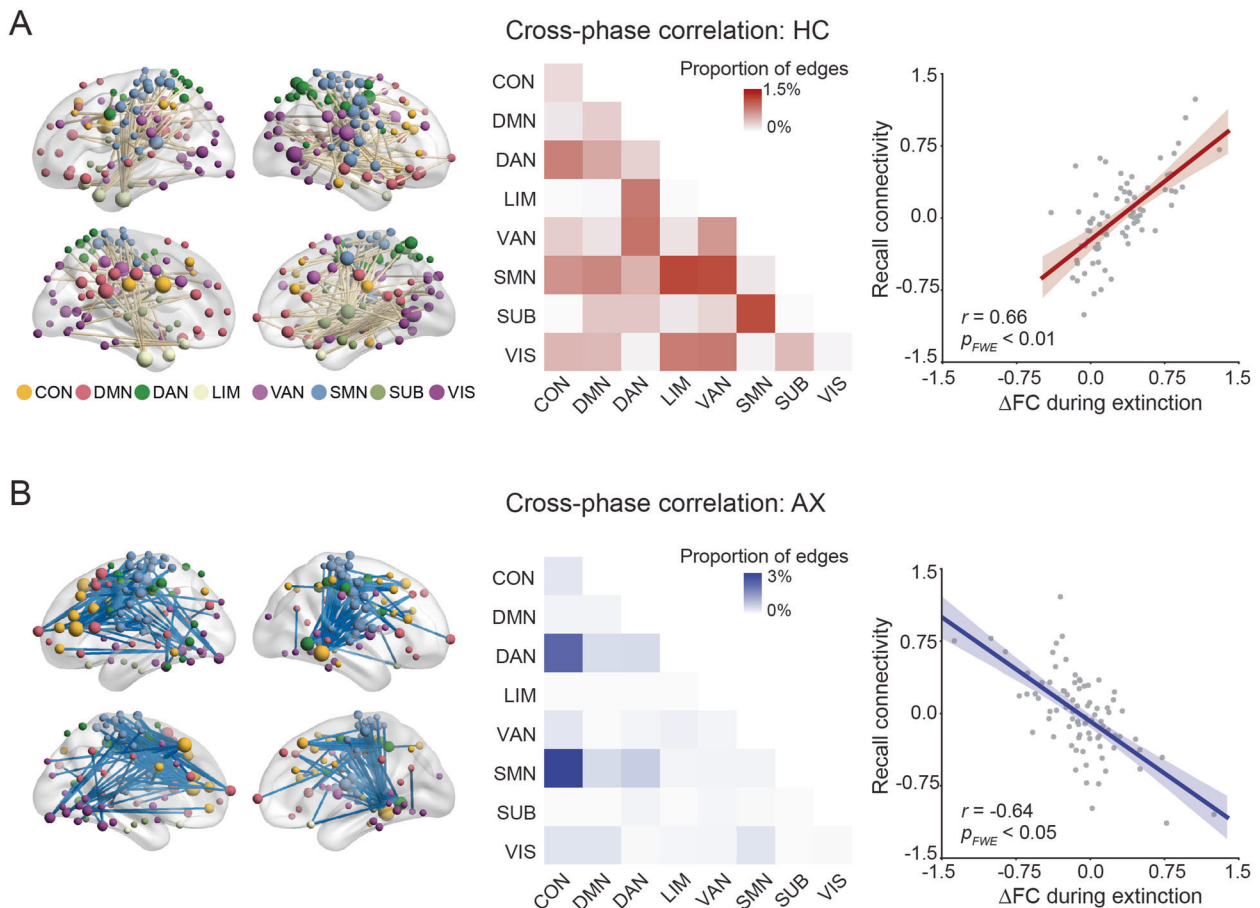 A
Cross-phase correlation: HC
CON
DMN
DAN
LIM
VAN
SMN
SUB
VIS
CON
DMN
DAN
LIM
VAN
SMN
SUB
VIS
Proportion of edges
1.5%
0%
Recall connectivity
1.5
0.75
0.0
-0.75
-1.5
r = 0.66
pFWE < 0.01
-1.5 -0.75 0.0 0.75 1.5
ΔFC during extinction
CON DMN DAN LIM VAN SMN SUB VIS
B
Cross-phase correlation: AX
CON
DMN
DAN
LIM
VAN
SMN
SUB
VIS
CON
DMN
DAN
LIM
VAN
SMN
SUB
VIS
Proportion of edges
3%
0%
Recall connectivity
1.5
0.75
0.0
-0.75
-1.5
r = -0.64
pFWE < 0.05
-1.5 -0.75 0.0 0.75 1.5
ΔFC during extinction